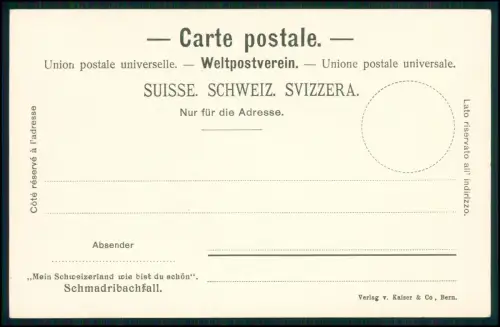 — Carte postale. —
Union postale universelle. — Weltpostverein. — Unione postale universale.
SUISSE. SCHWEIZ. SVIZZERA.
Nur für die Adresse.
Côté réservé à l'adresse
Lato riservato all' indirizzo.
Absender
„Mein Schweizerland wie bist du schön".
Schmadribachfall.
Verlag v. Kaiser & Co., Bern.